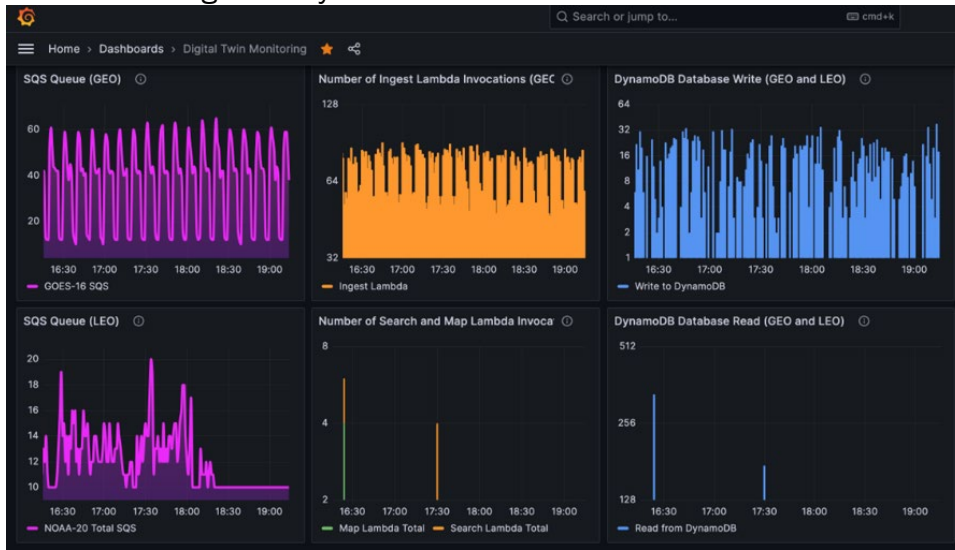 Search or jump to...
cmd+k
Home › Dashboards › Digital Twin Monitoring
SQS Queue (GEO)
60
40
20
16:30 17:00 17:30 18:00 18:30 19:00
GOES-16 SQS
Number of Ingest Lambda Invocations (GEC
128
64
32
16:30 17:00 17:30 18:00 18:30 19:00
Ingest Lambda
DynamoDB Database Write (GEO and LEO)
64
32
16
8
4
2
1
16:30 17:00 17:30 18:00 18:30 19:00
Write to DynamoDB
SQS Queue (LEO)
20
18
16
14
12
10
16:30 17:00 17:30 18:00 18:30 19:00
NOAA-20 Total SQS
Number of Search and Map Lambda Invoca
8
4
2
16:30 17:00 17:30 18:00 18:30 19:00
Map Lambda Total Search Lambda Total
DynamoDB Database Read (GEO and LEO)
512
256
128
16:30 17:00 17:30 18:00 18:30 19:00
Read from DynamoDB